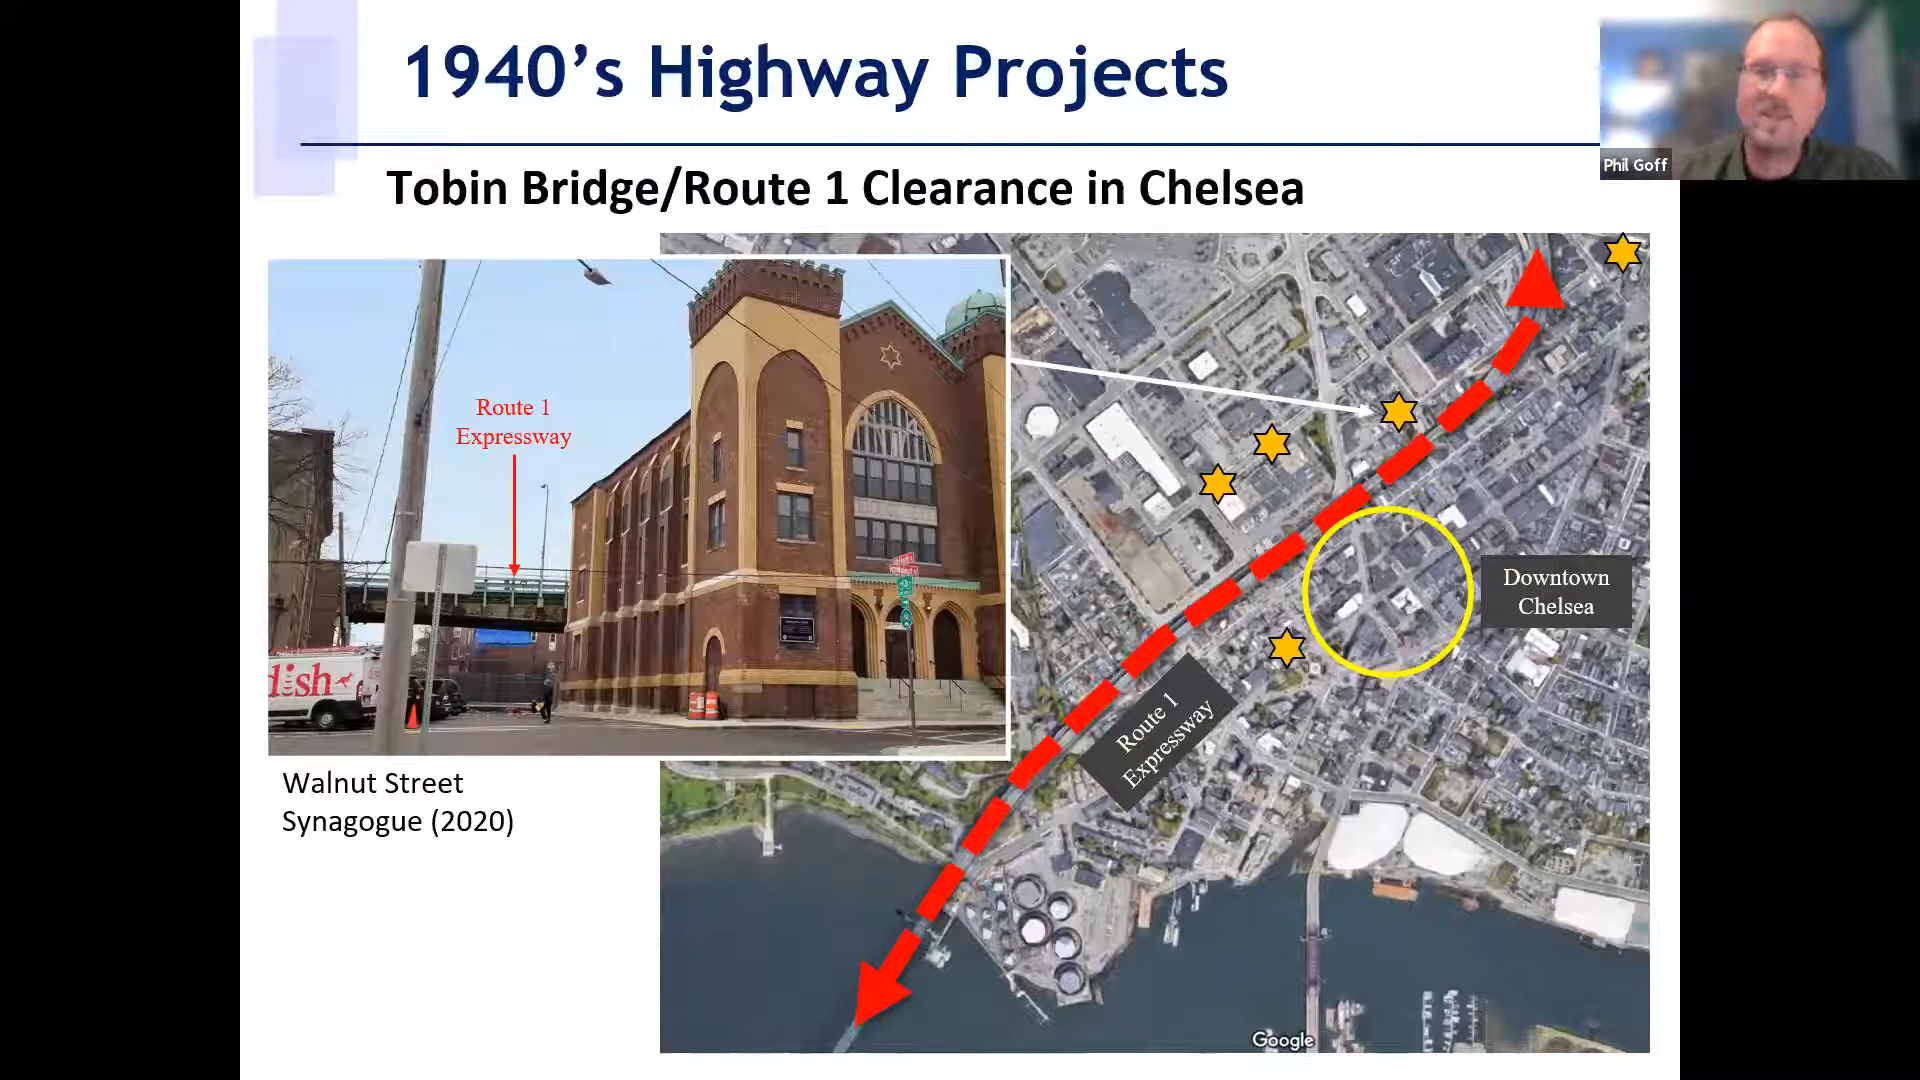 1940’s Highway Projects
Phil Goff
Tobin Bridge/Route 1 Clearance in Chelsea
Route 1
Expressway
dish
Downtown
Chelsea
Route 1
Expressway
Walnut Street
Synagogue (2020)
Google